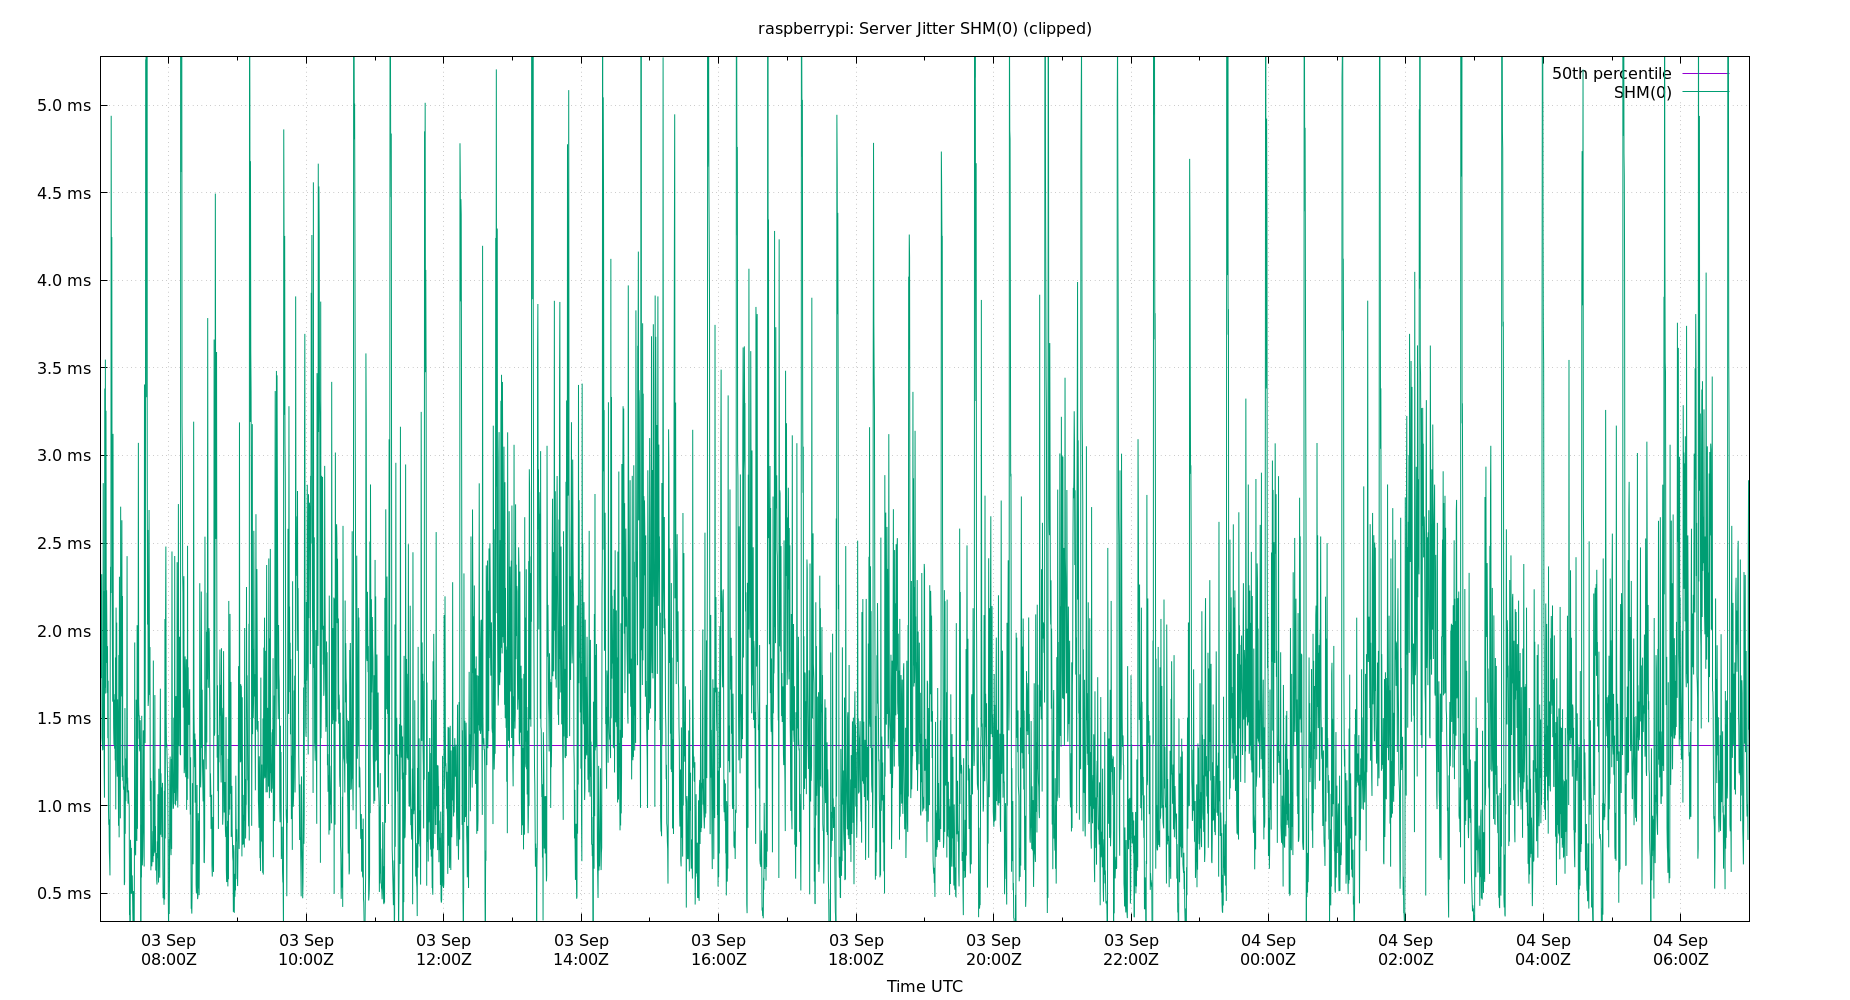 raspberrypi: Server Jitter SHM(0) (clipped)
50th percentile
SHM(0)
5.0 ms
4.5 ms
4.0 ms
3.5 ms
3.0 ms
2.5 ms
2.0 ms
1.5 ms
1.0 ms
0.5 ms
03 Sep 03 Sep 03 Sep 03 Sep 03 Sep 03 Sep 03 Sep 03 Sep 04 Sep 04 Sep 04 Sep 04 Sep
08:00Z 10:00Z 12:00Z 14:00Z 16:00Z 18:00Z 20:00Z 22:00Z 00:00Z 02:00Z 04:00Z 06:00Z
Time UTC